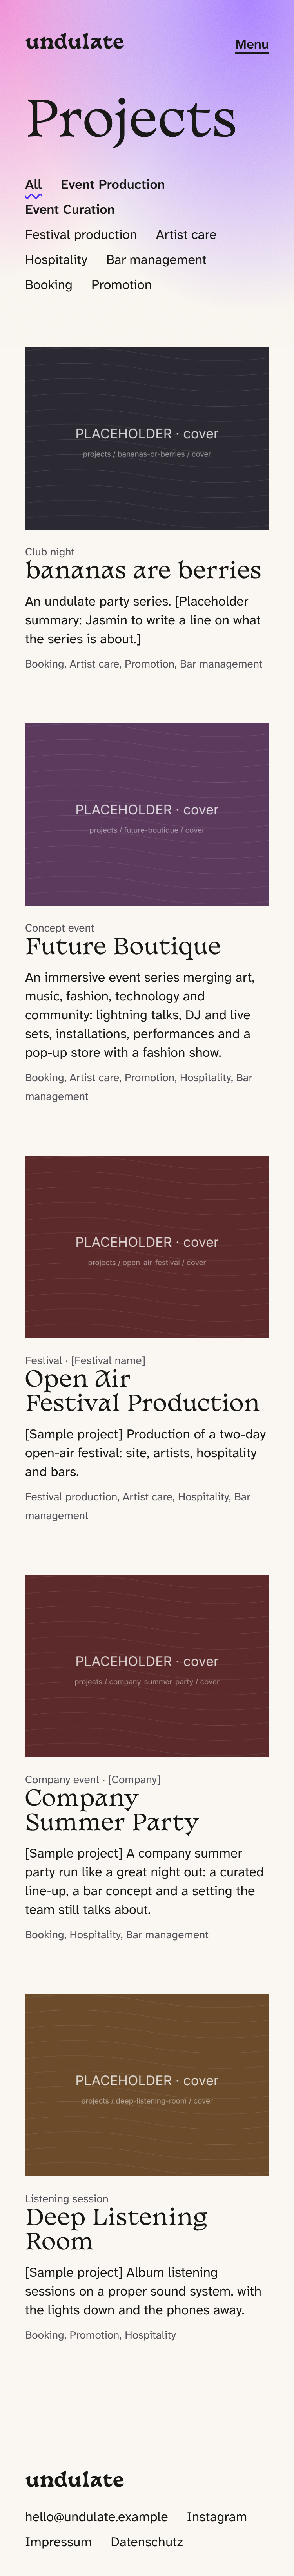 undulate
Menu
Projects
All Event Production
Event Curation
Festival production Artist care
Hospitality Bar management
Booking Promotion
PLACEHOLDER · cover
projects / bananas-or-berries / cover
Club night
bananas are berries
An undulate party series. [Placeholder
summary: Jasmin to write a line on what
the series is about.]
Booking, Artist care, Promotion, Bar management
PLACEHOLDER · cover
projects / future-boutique / cover
Concept event
Future Boutique
An immersive event series merging art,
music, fashion, technology and
community: lightning talks, DJ and live
sets, installations, performances and a
pop-up store with a fashion show.
Booking, Artist care, Promotion, Hospitality, Bar
management
PLACEHOLDER · cover
projects / open-air-festival / cover
Festival · [Festival name]
Open Air
Festival Production
[Sample project] Production of a two-day
open-air festival: site, artists, hospitality
and bars.
Festival production, Artist care, Hospitality, Bar
management
PLACEHOLDER · cover
projects / company-summer-party / cover
Company event · [Company]
Company
Summer Party
[Sample project] A company summer
party run like a great night out: a curated
line-up, a bar concept and a setting the
team still talks about.
Booking, Hospitality, Bar management
PLACEHOLDER · cover
projects / deep-listening-room / cover
Listening session
Deep Listening
Room
[Sample project] Album listening
sessions on a proper sound system, with
the lights down and the phones away.
Booking, Promotion, Hospitality
undulate
hello@undulate.example Instagram
Impressum Datenschutz